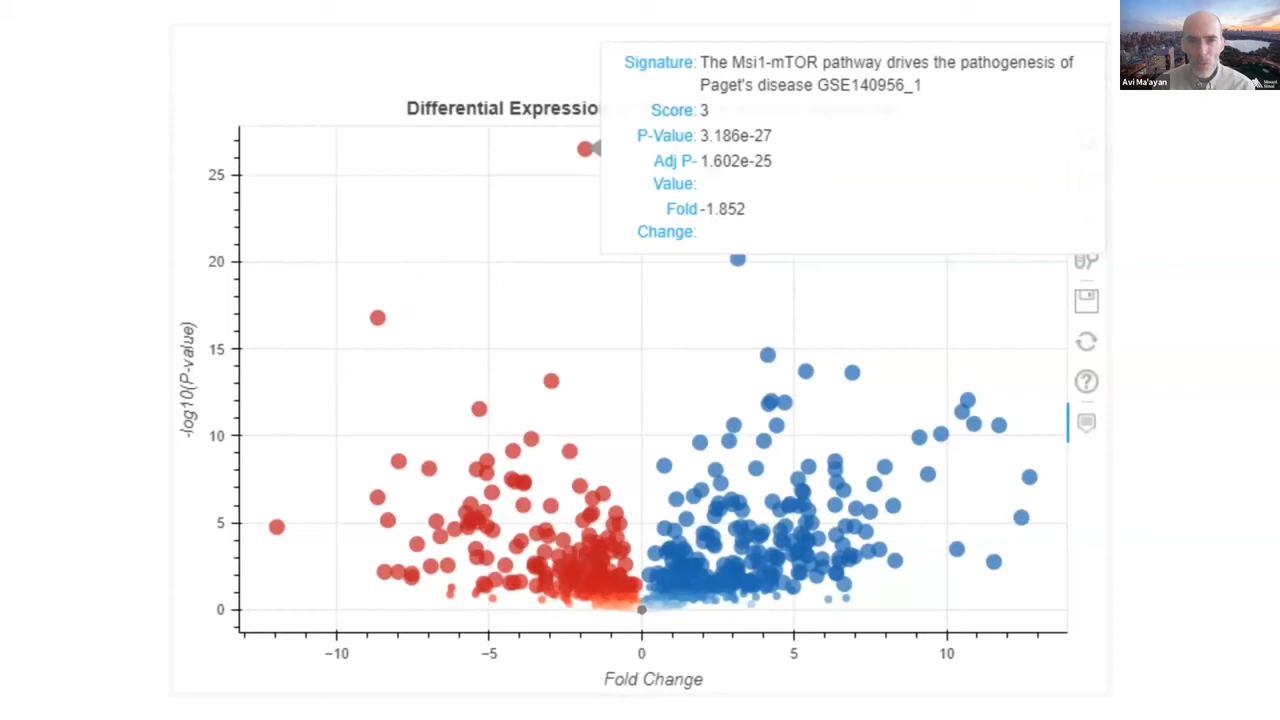 Signature: The Msi1-mTOR pathway drives the pathogenesis of
Paget's disease GSE140956_1
Avi Ma'ayan
Differential Expressio
Score: 3
P-Value: 3.186e-27
Adj P- 1.602e-25
Value:
Fold -1.852
Change:
25
20
15
10
5
0
-log10(P-value)
−10
−5
0
5
10
Fold Change